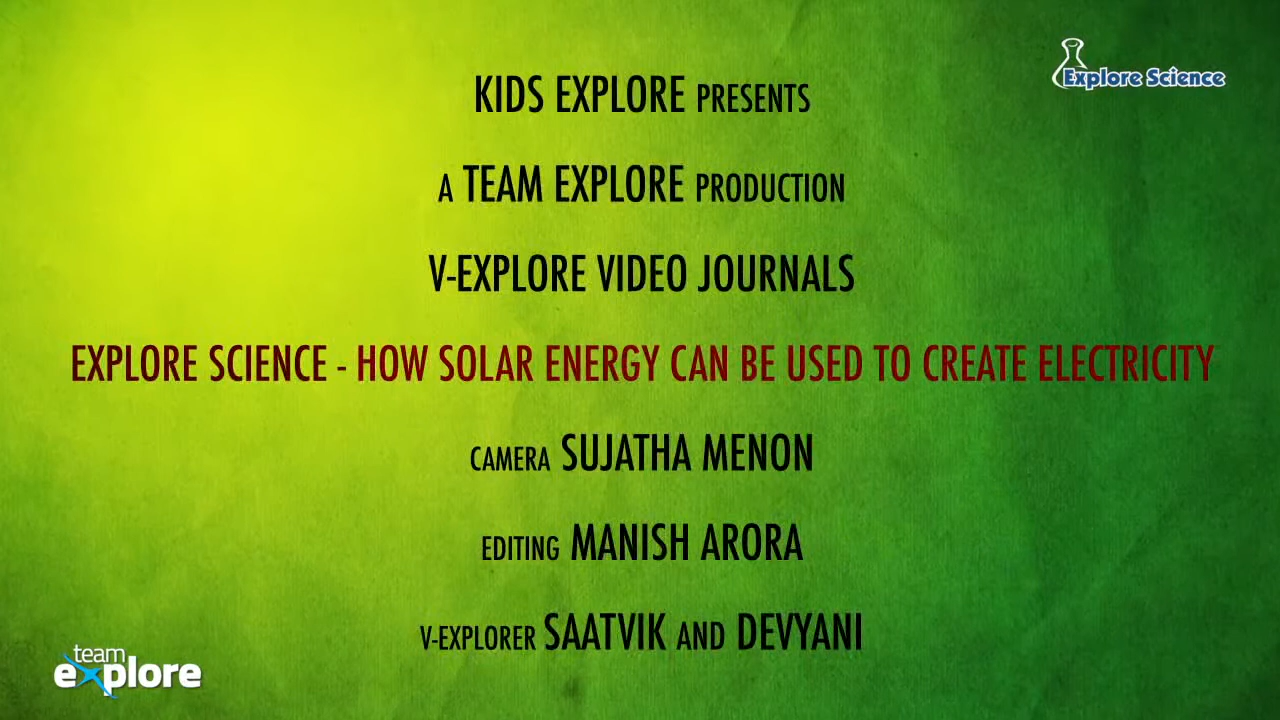 Explore Science
KIDS EXPLORE PRESENTS
A TEAM EXPLORE PRODUCTION
V-EXPLORE VIDEO JOURNALS
EXPLORE SCIENCE - HOW SOLAR ENERGY CAN BE USED TO CREATE ELECTRICITY
CAMERA SUJATHA MENON
EDITING MANISH ARORA
V-EXPLORER SAATVIK AND DEVYANI
team
explore